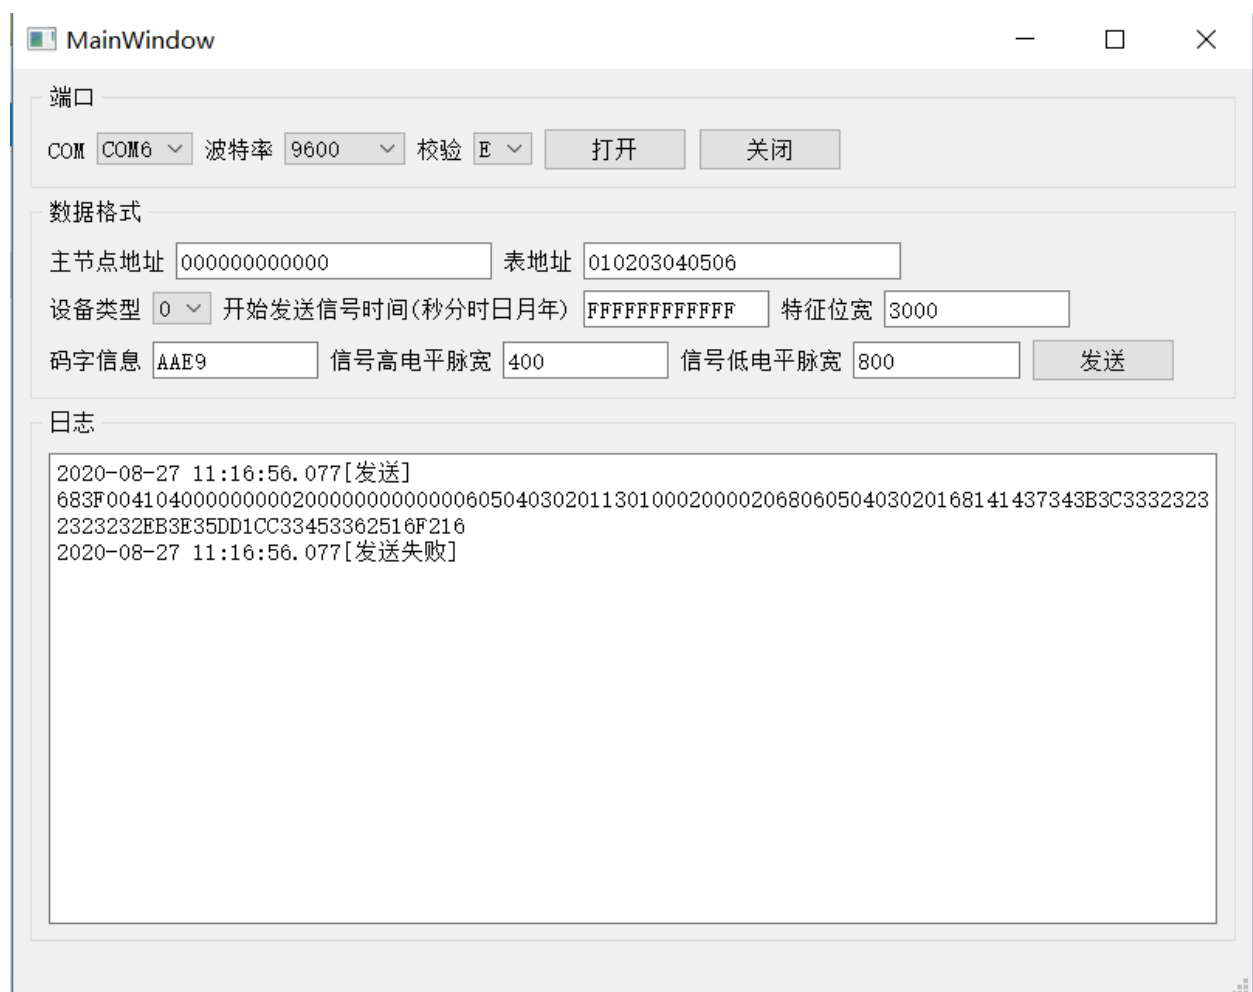 MainWindow
端口
COM COM6 波特率 9600 校验 E 打开 关闭
数据格式
主节点地址 000000000000 表地址 010203040506
设备类型 0 开始发送信号时间(秒分时日月年) FFFFFFFFFFFF 特征位宽 3000
码字信息 AAE9 信号高电平脉宽 400 信号低电平脉宽 800 发送
日志
2020-08-27 11:16:56.077[发送]
683F004104000000000200000000000006050403020113010002000020680605040302016814143734​3B3C3332323
2323232EB3E35DD1CC33453362516F216
2020-08-27 11:16:56.077[发送失败]